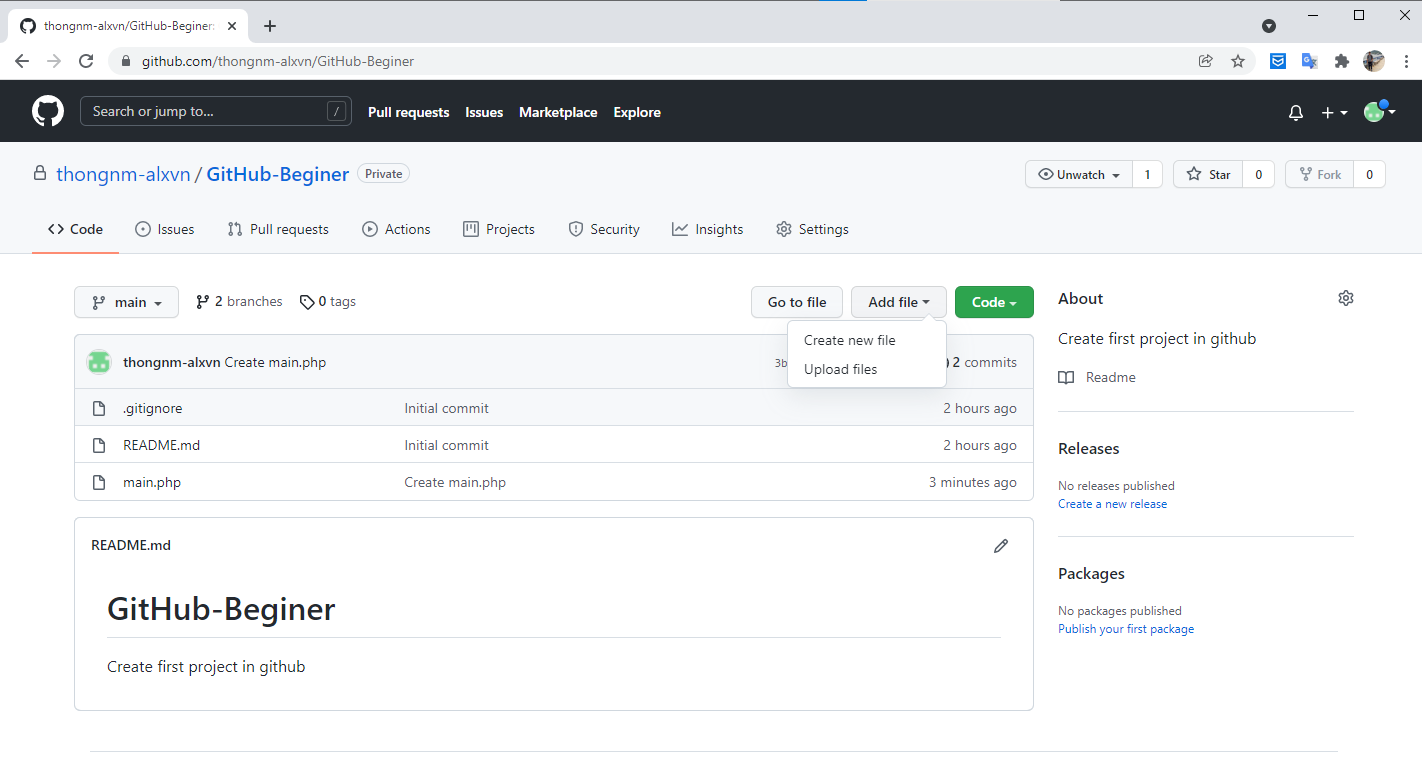 thongnm-alxvn/GitHub-Beginer:
github.com/thongnm-alxvn/GitHub-Beginer
Search or jump to... / Pull requests Issues Marketplace Explore
thongnm-alxvn / GitHub-Beginer Private Unwatch 1 Star 0 Fork 0
Code Issues Pull requests Actions Projects Security Insights Settings
main 2 branches 0 tags Go to file Add file Code
Create new file
Upload files
thongnm-alxvn Create main.php 3b ) 2 commits
.gitignore Initial commit 2 hours ago
README.md Initial commit 2 hours ago
main.php Create main.php 3 minutes ago
README.md
GitHub-Beginer
Create first project in github
About
Create first project in github
Readme
Releases
No releases published
Create a new release
Packages
No packages published
Publish your first package